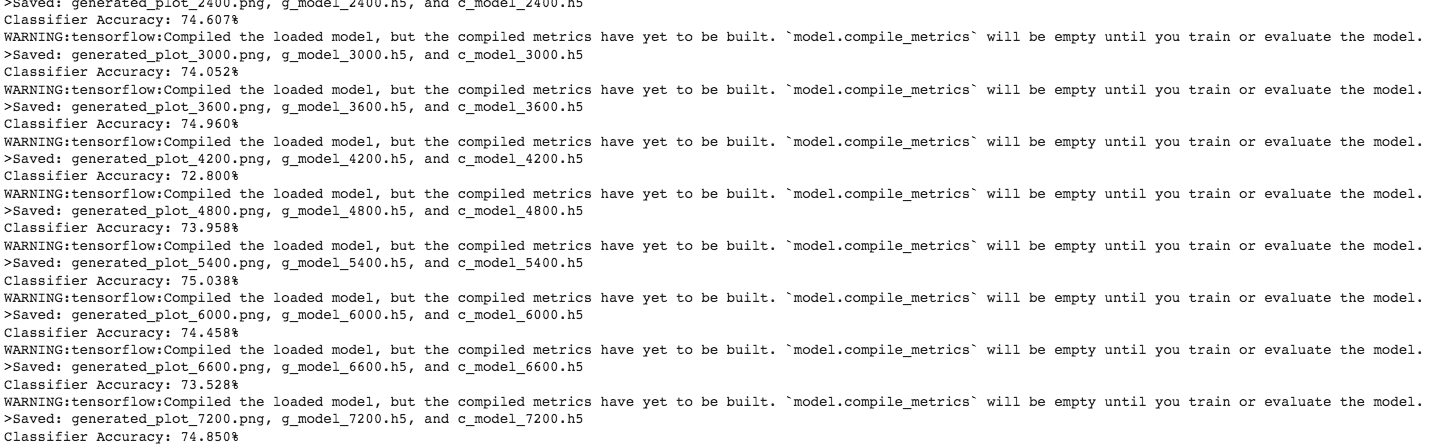 >Saved: generated_plot_2400.png, g_model_2400.h5, and c_model_2400.h5
Classifier Accuracy: 74.607%
WARNING:tensorflow:Compiled the loaded model, but the compiled metrics have yet to be built. `model.compile_metrics` will be empty until you train or evaluate the model.
>Saved: generated_plot_3000.png, g_model_3000.h5, and c_model_3000.h5
Classifier Accuracy: 74.052%
WARNING:tensorflow:Compiled the loaded model, but the compiled metrics have yet to be built. `model.compile_metrics` will be empty until you train or evaluate the model.
>Saved: generated_plot_3600.png, g_model_3600.h5, and c_model_3600.h5
Classifier Accuracy: 74.960%
WARNING:tensorflow:Compiled the loaded model, but the compiled metrics have yet to be built. `model.compile_metrics` will be empty until you train or evaluate the model.
>Saved: generated_plot_4200.png, g_model_4200.h5, and c_model_4200.h5
Classifier Accuracy: 72.800%
WARNING:tensorflow:Compiled the loaded model, but the compiled metrics have yet to be built. `model.compile_metrics` will be empty until you train or evaluate the model.
>Saved: generated_plot_4800.png, g_model_4800.h5, and c_model_4800.h5
Classifier Accuracy: 73.958%
WARNING:tensorflow:Compiled the loaded model, but the compiled metrics have yet to be built. `model.compile_metrics` will be empty until you train or evaluate the model.
>Saved: generated_plot_5400.png, g_model_5400.h5, and c_model_5400.h5
Classifier Accuracy: 75.038%
WARNING:tensorflow:Compiled the loaded model, but the compiled metrics have yet to be built. `model.compile_metrics` will be empty until you train or evaluate the model.
>Saved: generated_plot_6000.png, g_model_6000.h5, and c_model_6000.h5
Classifier Accuracy: 74.458%
WARNING:tensorflow:Compiled the loaded model, but the compiled metrics have yet to be built. `model.compile_metrics` will be empty until you train or evaluate the model.
>Saved: generated_plot_6600.png, g_model_6600.h5, and c_model_6600.h5
Classifier Accuracy: 73.528%
WARNING:tensorflow:Compiled the loaded model, but the compiled metrics have yet to be built. `model.compile_metrics` will be empty until you train or evaluate the model.
>Saved: generated_plot_7200.png, g_model_7200.h5, and c_model_7200.h5
Classifier Accuracy: 74.850%